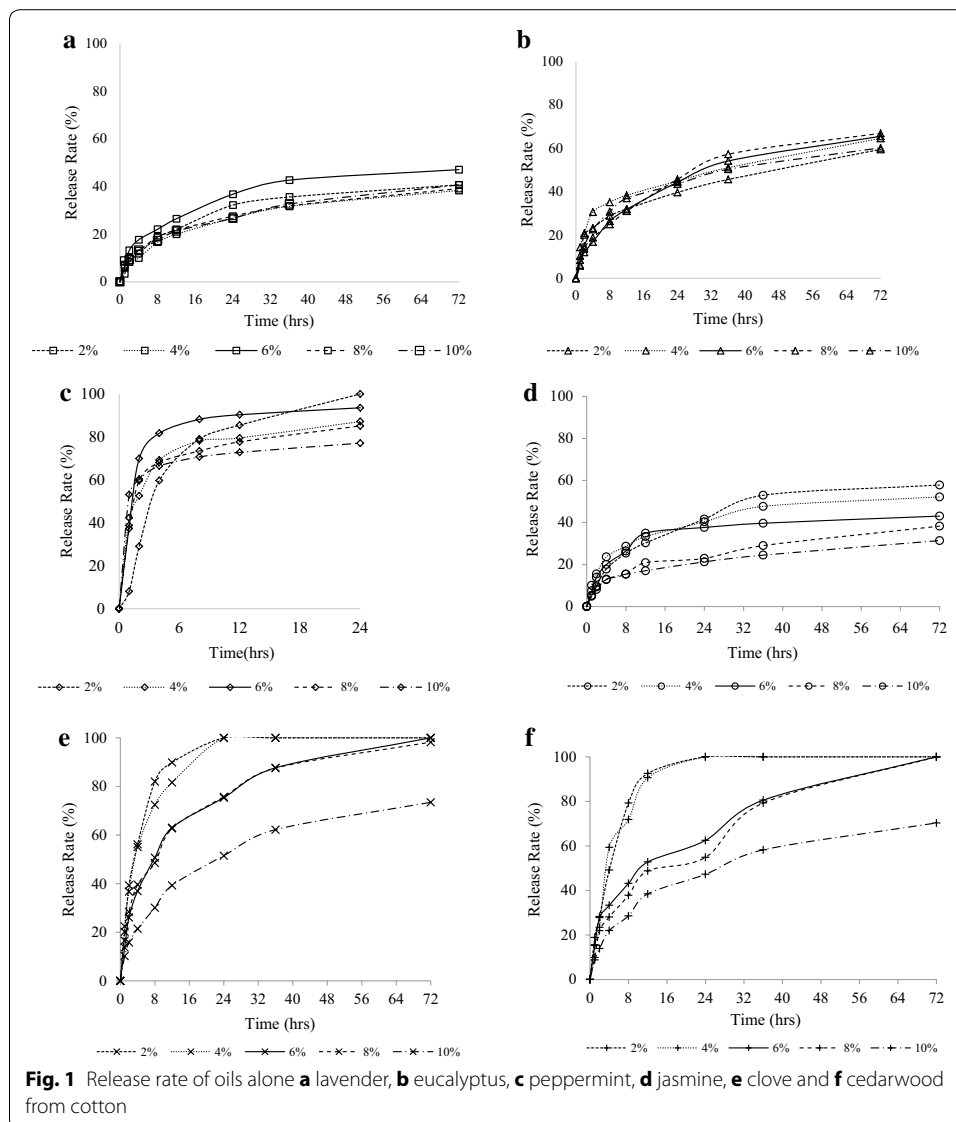 a
100
80
60
40
20
0
Release Rate (%)
0 8 16 24 32 40 48 56 64 72
Time (hrs)
2% 4% 6% 8% 10%
b
100
80
60
40
20
0
Release Rate (%)
0 8 16 24 32 40 48 56 64 72
Time (hrs)
2% 4% 6% 8% 10%
c
100
80
60
40
20
0
Release Rate (%)
0 6 12 18 24
Time(hrs)
2% 4% 6% 8% 10%
d
100
80
60
40
20
0
Release Rate (%)
0 8 16 24 32 40 48 56 64 72
Time (hrs)
2% 4% 6% 8% 10%
e
100
80
60
40
20
0
Release Rate (%)
0 8 16 24 32 40 48 56 64 72
Time (hrs)
2% 4% 6% 8% 10%
f
100
80
60
40
20
0
Release Rate (%)
0 8 16 24 32 40 48 56 64 72
Time (hrs)
2% 4% 6% 8% 10%
Fig. 1 Release rate of oils alone a lavender, b eucalyptus, c peppermint, d jasmine, e clove and f cedarwood
from cotton